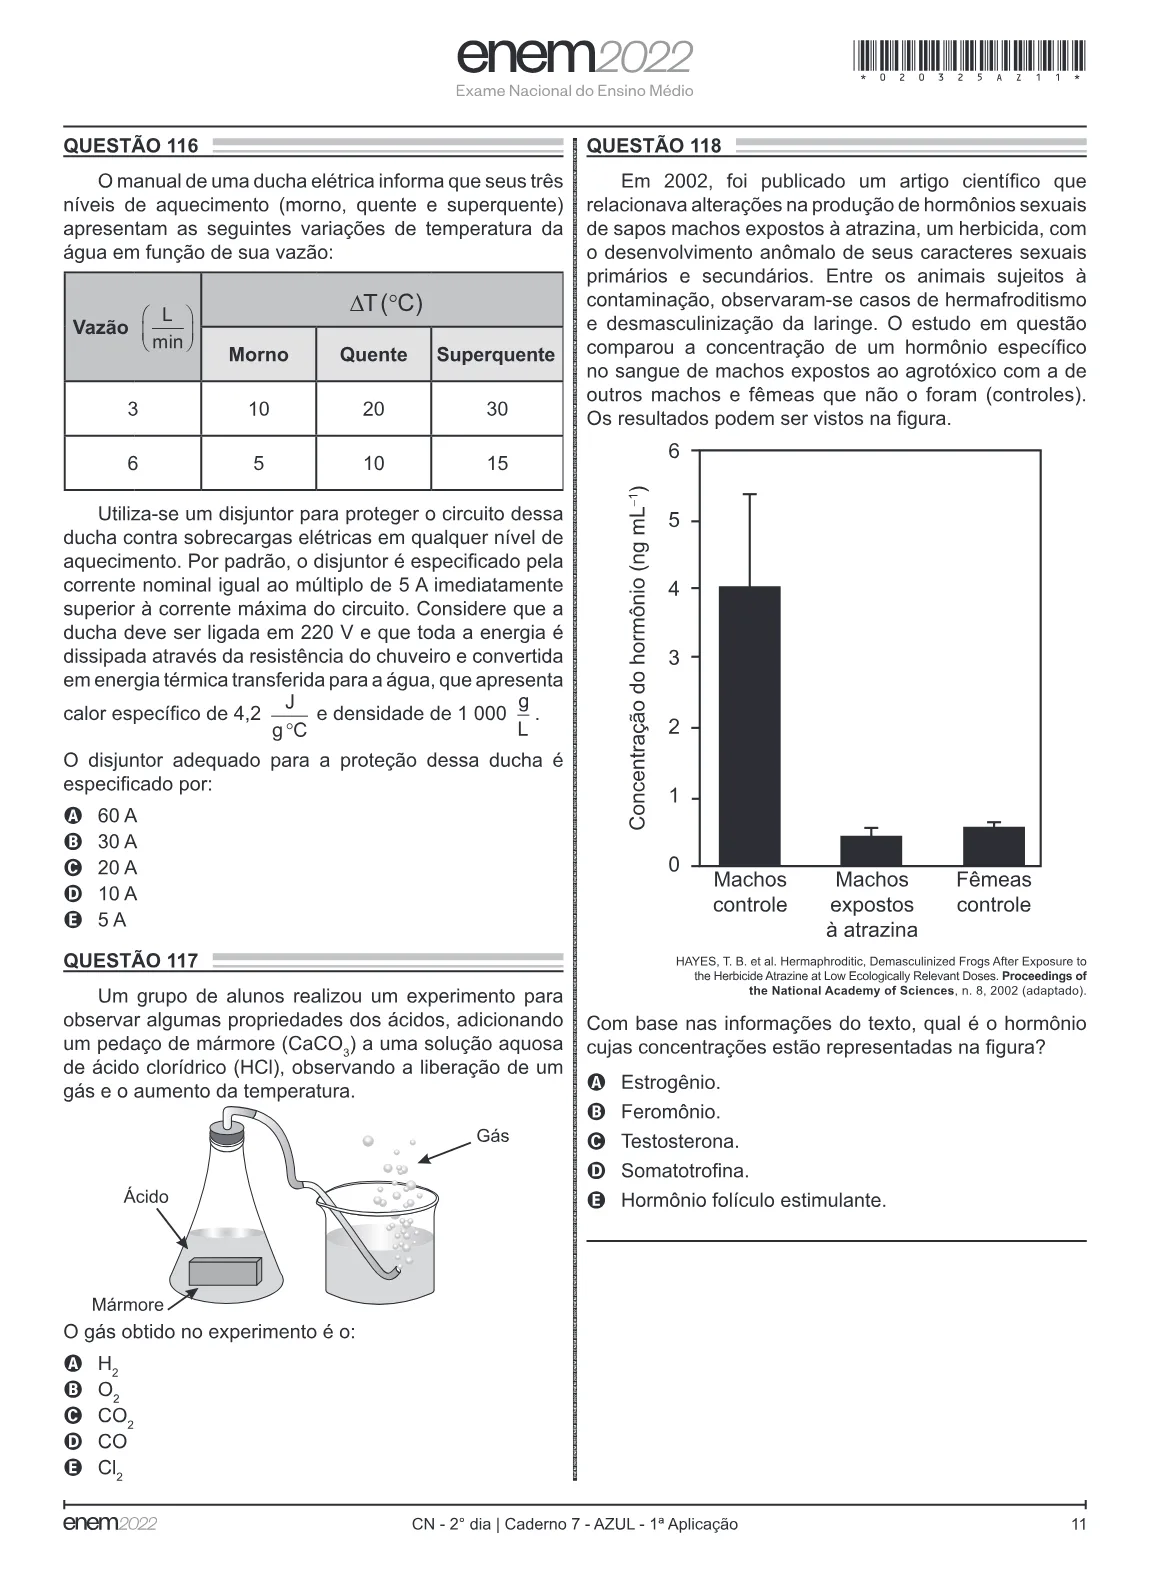 enem2022
Exame Nacional do Ensino Médio
*020325AZ11*
QUESTÃO 116
O manual de uma ducha elétrica informa que seus três
níveis de aquecimento (morno, quente e superquente)
apresentam as seguintes variações de temperatura da
água em função de sua vazão:
Vazão (L/min) ΔT (°C)
Morno Quente Superquente
3 10 20 30
6 5 10 15
Utiliza-se um disjuntor para proteger o circuito dessa
ducha contra sobrecargas elétricas em qualquer nível de
aquecimento. Por padrão, o disjuntor é especificado pela
corrente nominal igual ao múltiplo de 5 A imediatamente
superior à corrente máxima do circuito. Considere que a
ducha deve ser ligada em 220 V e que toda a energia é
dissipada através da resistência do chuveiro e convertida
em energia térmica transferida para a água, que apresenta
calor específico de 4,2 J/g °C e densidade de 1 000 g/L.
O disjuntor adequado para a proteção dessa ducha é
especificado por:
A 60 A
B 30 A
C 20 A
D 10 A
E 5 A
QUESTÃO 117
Um grupo de alunos realizou um experimento para
observar algumas propriedades dos ácidos, adicionando
um pedaço de mármore (CaCO₃) a uma solução aquosa
de ácido clorídrico (HCl), observando a liberação de um
gás e o aumento da temperatura.
Gás
Ácido
Mármore
O gás obtido no experimento é o:
A H₂
B O₂
C CO₂
D CO
E Cl₂
QUESTÃO 118
Em 2002, foi publicado um artigo científico que
relacionava alterações na produção de hormônios sexuais
de sapos machos expostos à atrazina, um herbicida, com
o desenvolvimento anômalo de seus caracteres sexuais
primários e secundários. Entre os animais sujeitos à
contaminação, observaram-se casos de hermafroditismo
e desmasculinização da laringe. O estudo em questão
comparou a concentração de um hormônio específico
no sangue de machos expostos ao agrotóxico com a de
outros machos e fêmeas que não o foram (controles).
Os resultados podem ser vistos na figura.
Concentração do hormônio (ng mL⁻¹)
6
5
4
3
2
1
0
Machos Machos Fêmeas
controle expostos controle
à atrazina
HAYES, T. B. et al. Hermaphroditic, Demasculinized Frogs After Exposure to
the Herbicide Atrazine at Low Ecologically Relevant Doses. Proceedings of
the National Academy of Sciences, n. 8, 2002 (adaptado).
Com base nas informações do texto, qual é o hormônio
cujas concentrações estão representadas na figura?
A Estrogênio.
B Feromônio.
C Testosterona.
D Somatotrofina.
E Hormônio folículo estimulante.
enem2022
CN - 2° dia | Caderno 7 - AZUL - 1ª Aplicação
11